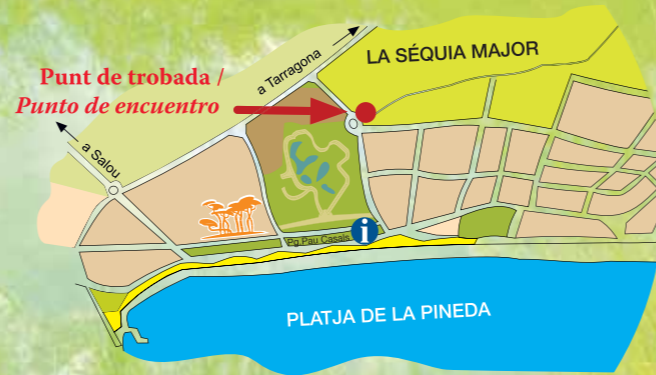 a Tarragona
LA SÉQUIA MAJOR
Punt de trobada /
Punto de encuentro
a Salou
Pg. Pau Casals
i
PLATJA DE LA PINEDA